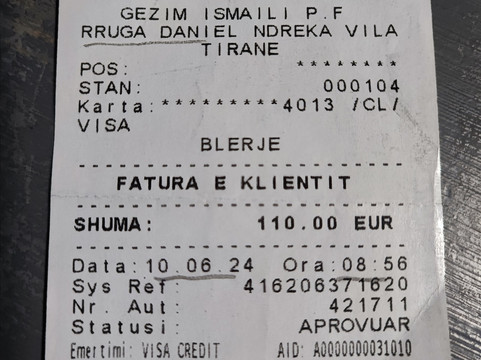 GEZIM ISMAILI P.F
RRUGA DANIEL NDREKA VILA
TIRANE
POS: ********
STAN: 000104
Karta:*********4013 /CL/
VISA
BLERJE
FATURA E KLIENTIT
SHUMA: 110.00 EUR
Data:10.06.24 Ora:08:56
Sys Ref: 416206371620
Nr. Aut: 421711
Statusi: APROVUAR
Emertimi: VISA CREDIT AID: A0000000031010